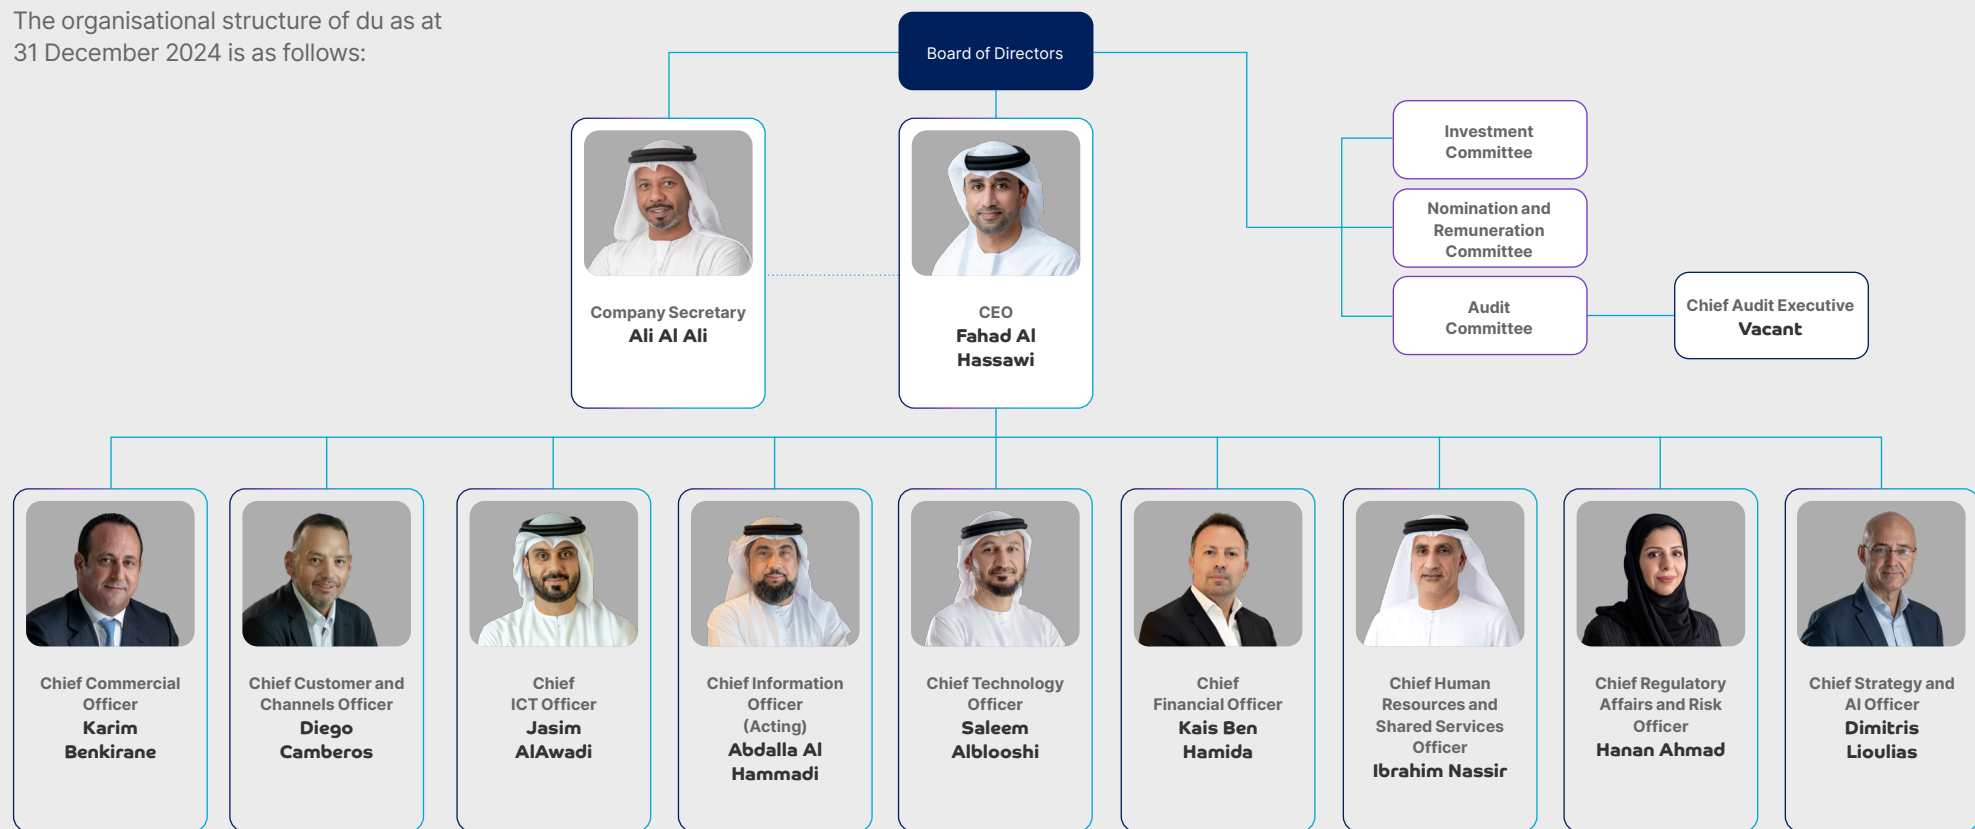 The organisational structure of du as at
31 December 2024 is as follows:
Board of Directors
Company Secretary
Ali Al Ali
CEO
Fahad Al
Hassawi
Investment
Committee
Nomination and
Remuneration
Committee
Audit
Committee
Chief Audit Executive
Vacant
Chief Commercial
Officer
Karim
Benkirane
Chief Customer and
Channels Officer
Diego
Camberos
Chief
ICT Officer
Jasim
AlAwadi
Chief Information
Officer
(Acting)
Abdalla Al
Hammadi
Chief Technology
Officer
Saleem
Alblooshi
Chief
Financial Officer
Kais Ben
Hamida
Chief Human
Resources and
Shared Services
Officer
Ibrahim Nassir
Chief Regulatory
Affairs and Risk
Officer
Hanan Ahmad
Chief Strategy and
AI Officer
Dimitris
Lioulias